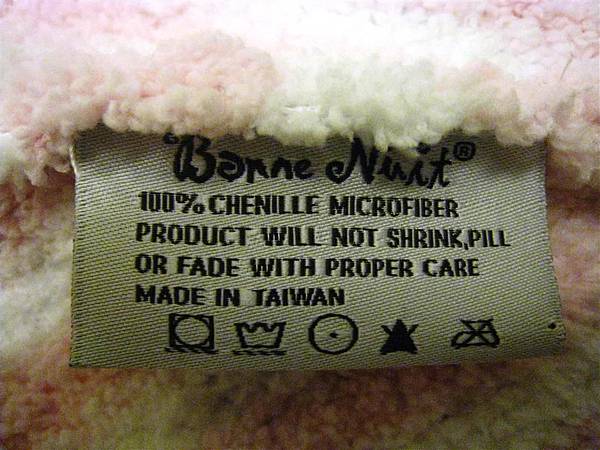 Bonne Nuit®
100% CHENILLE MICROFIBER
PRODUCT WILL NOT SHRINK,PILL
OR FADE WITH PROPER CARE
MADE IN TAIWAN